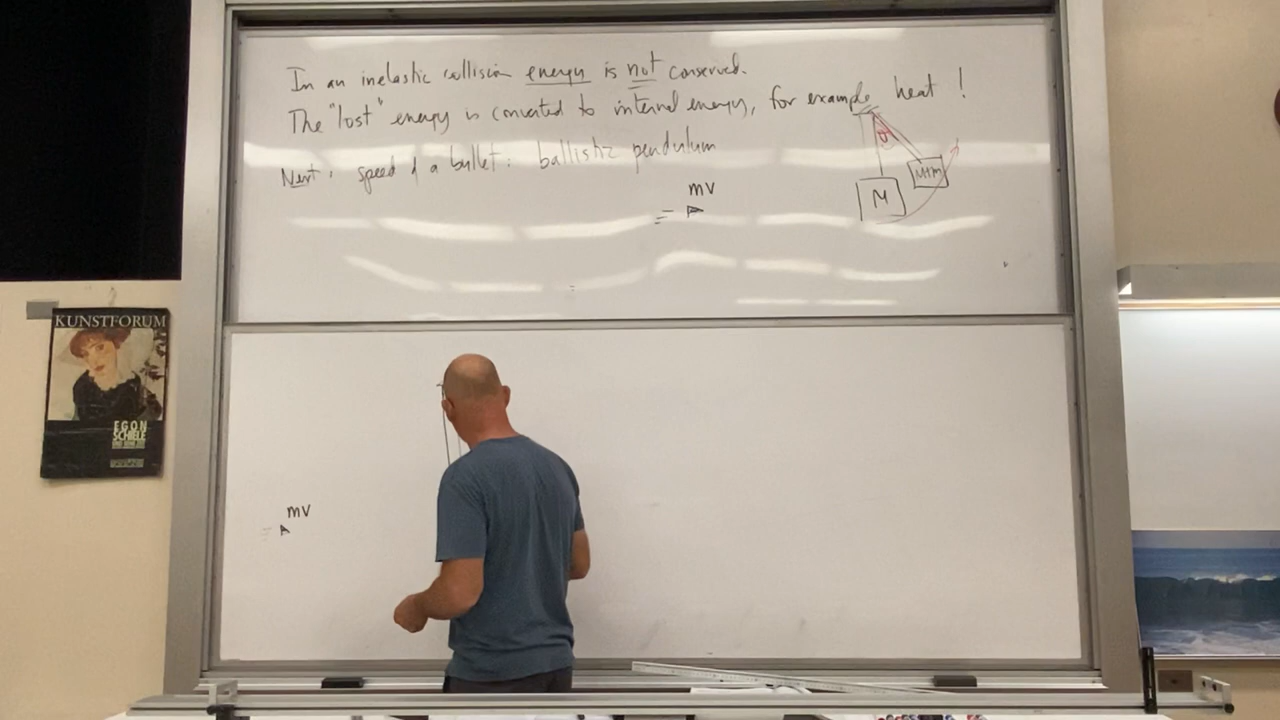 In an inelastic collision energy is not conserved.
The "lost" energy is converted to internal energy, for example heat !
Next: speed of a bullet: ballistic pendulum
mv
M
M+m
θ
mv
KUNSTFORUM
EGON
SCHIELE